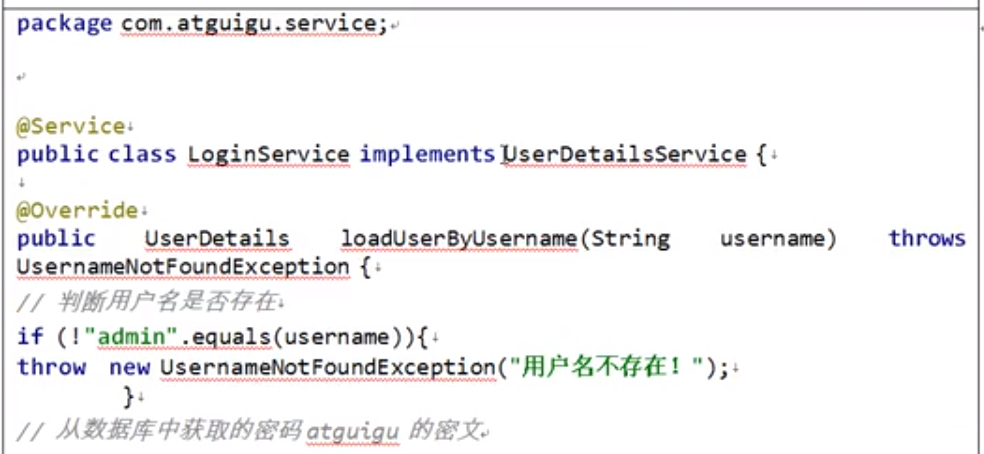 package com.atguigu.service;
@Service
public class LoginService implements UserDetailsService {
@Override
public UserDetails loadUserByUsername(String username) throws
UsernameNotFoundException {
// 判断用户名是否存在
if (!"admin".equals(username)){
throw new UsernameNotFoundException("用户名不存在！");
}
// 从数据库中获取的密码 atguigu 的密文